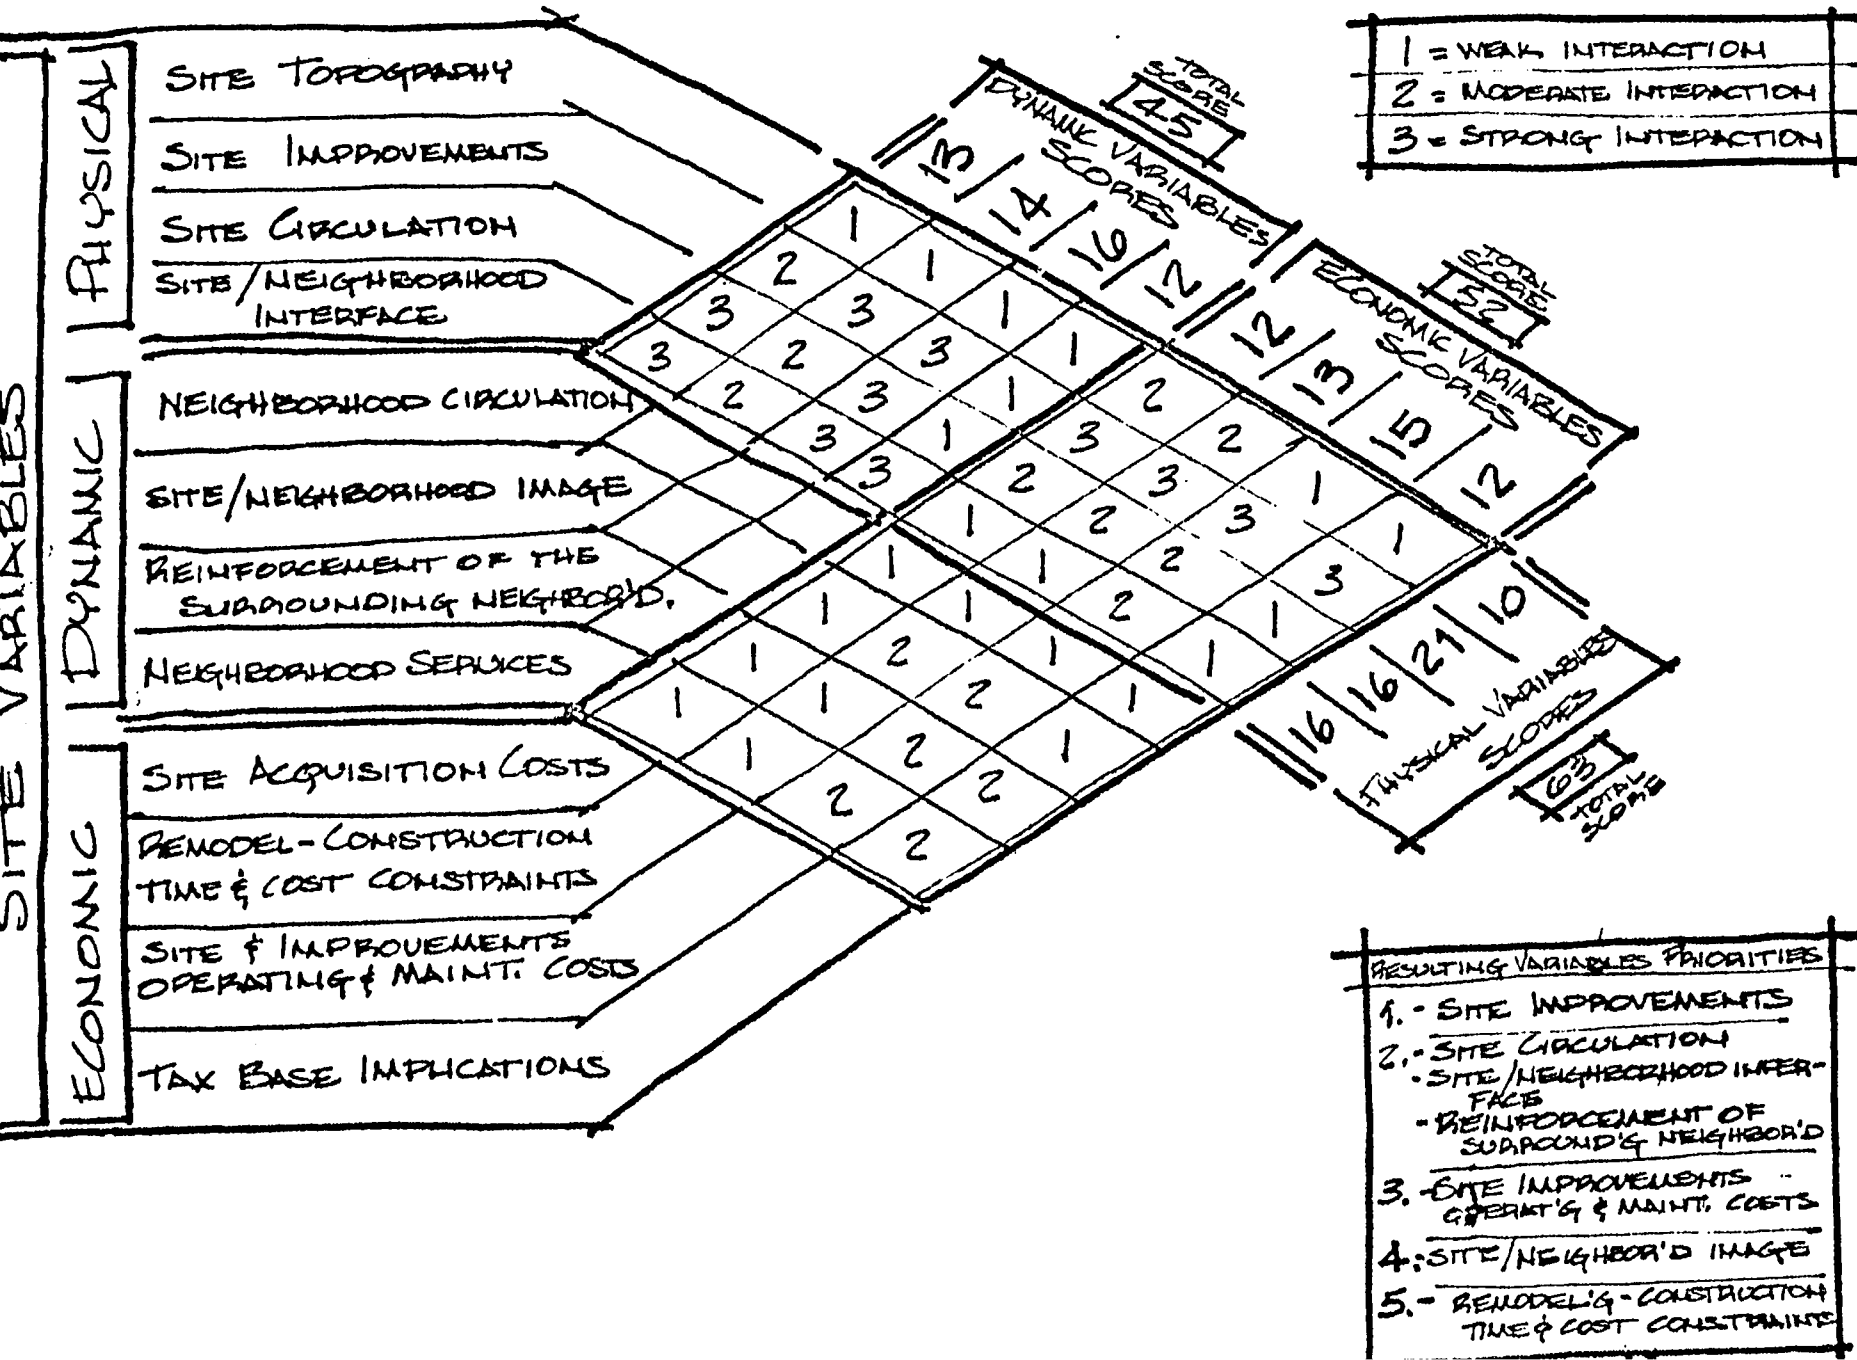 SITE VARIABLES
PHYSICAL
SITE TOPOGRAPHY
SITE IMPROVEMENTS
SITE CIRCULATION
SITE/NEIGHBORHOOD
INTERFACE
DYNAMIC
NEIGHBORHOOD CIRCULATION
SITE/NEIGHBORHOOD IMAGE
REINFORCEMENT OF THE
SURROUNDING NEIGHBOR'D.
NEIGHBORHOOD SERVICES
ECONOMIC
SITE ACQUISITION COSTS
REMODEL-CONSTRUCTION
TIME & COST CONSTRAINTS
SITE & IMPROVEMENTS
OPERATING & MAINT. COSTS
TAX BASE IMPLICATIONS
1
2 1
3 3 1
3 2 3 1
2 3 1 2
3 1 3 2
3 2 3 1
1 2 3 1
1 1 2 3
1 1 2 1
1 2 1 1
1 1 2 1
1 2 1
2 2
2
DYNAMIC VARIABLES
SCORES
TOTAL
SCORE
45
13 14 16 12
ECONOMIC VARIABLES
SCORES
TOTAL
SCORE
52
12 13 15 12
16 16 21 10
PHYSICAL VARIABLES
SCORES
63
TOTAL
SCORE
1 = WEAK INTERACTION
2 = MODERATE INTERACTION
3 = STRONG INTERACTION
RESULTING VARIABLES PRIORITIES
1. - SITE IMPROVEMENTS
2. - SITE CIRCULATION
- SITE/NEIGHBORHOOD INFER-
FACE
- REINFORCEMENT OF
SURROUND'G NEIGHBOR'D
3. - SITE IMPROVEMENTS
OPERAT'G & MAINT. COSTS
4. - SITE/NEIGHBOR'D IMAGE
5. - REMODEL'G - CONSTRUCTION
TIME & COST CONSTRAINTS